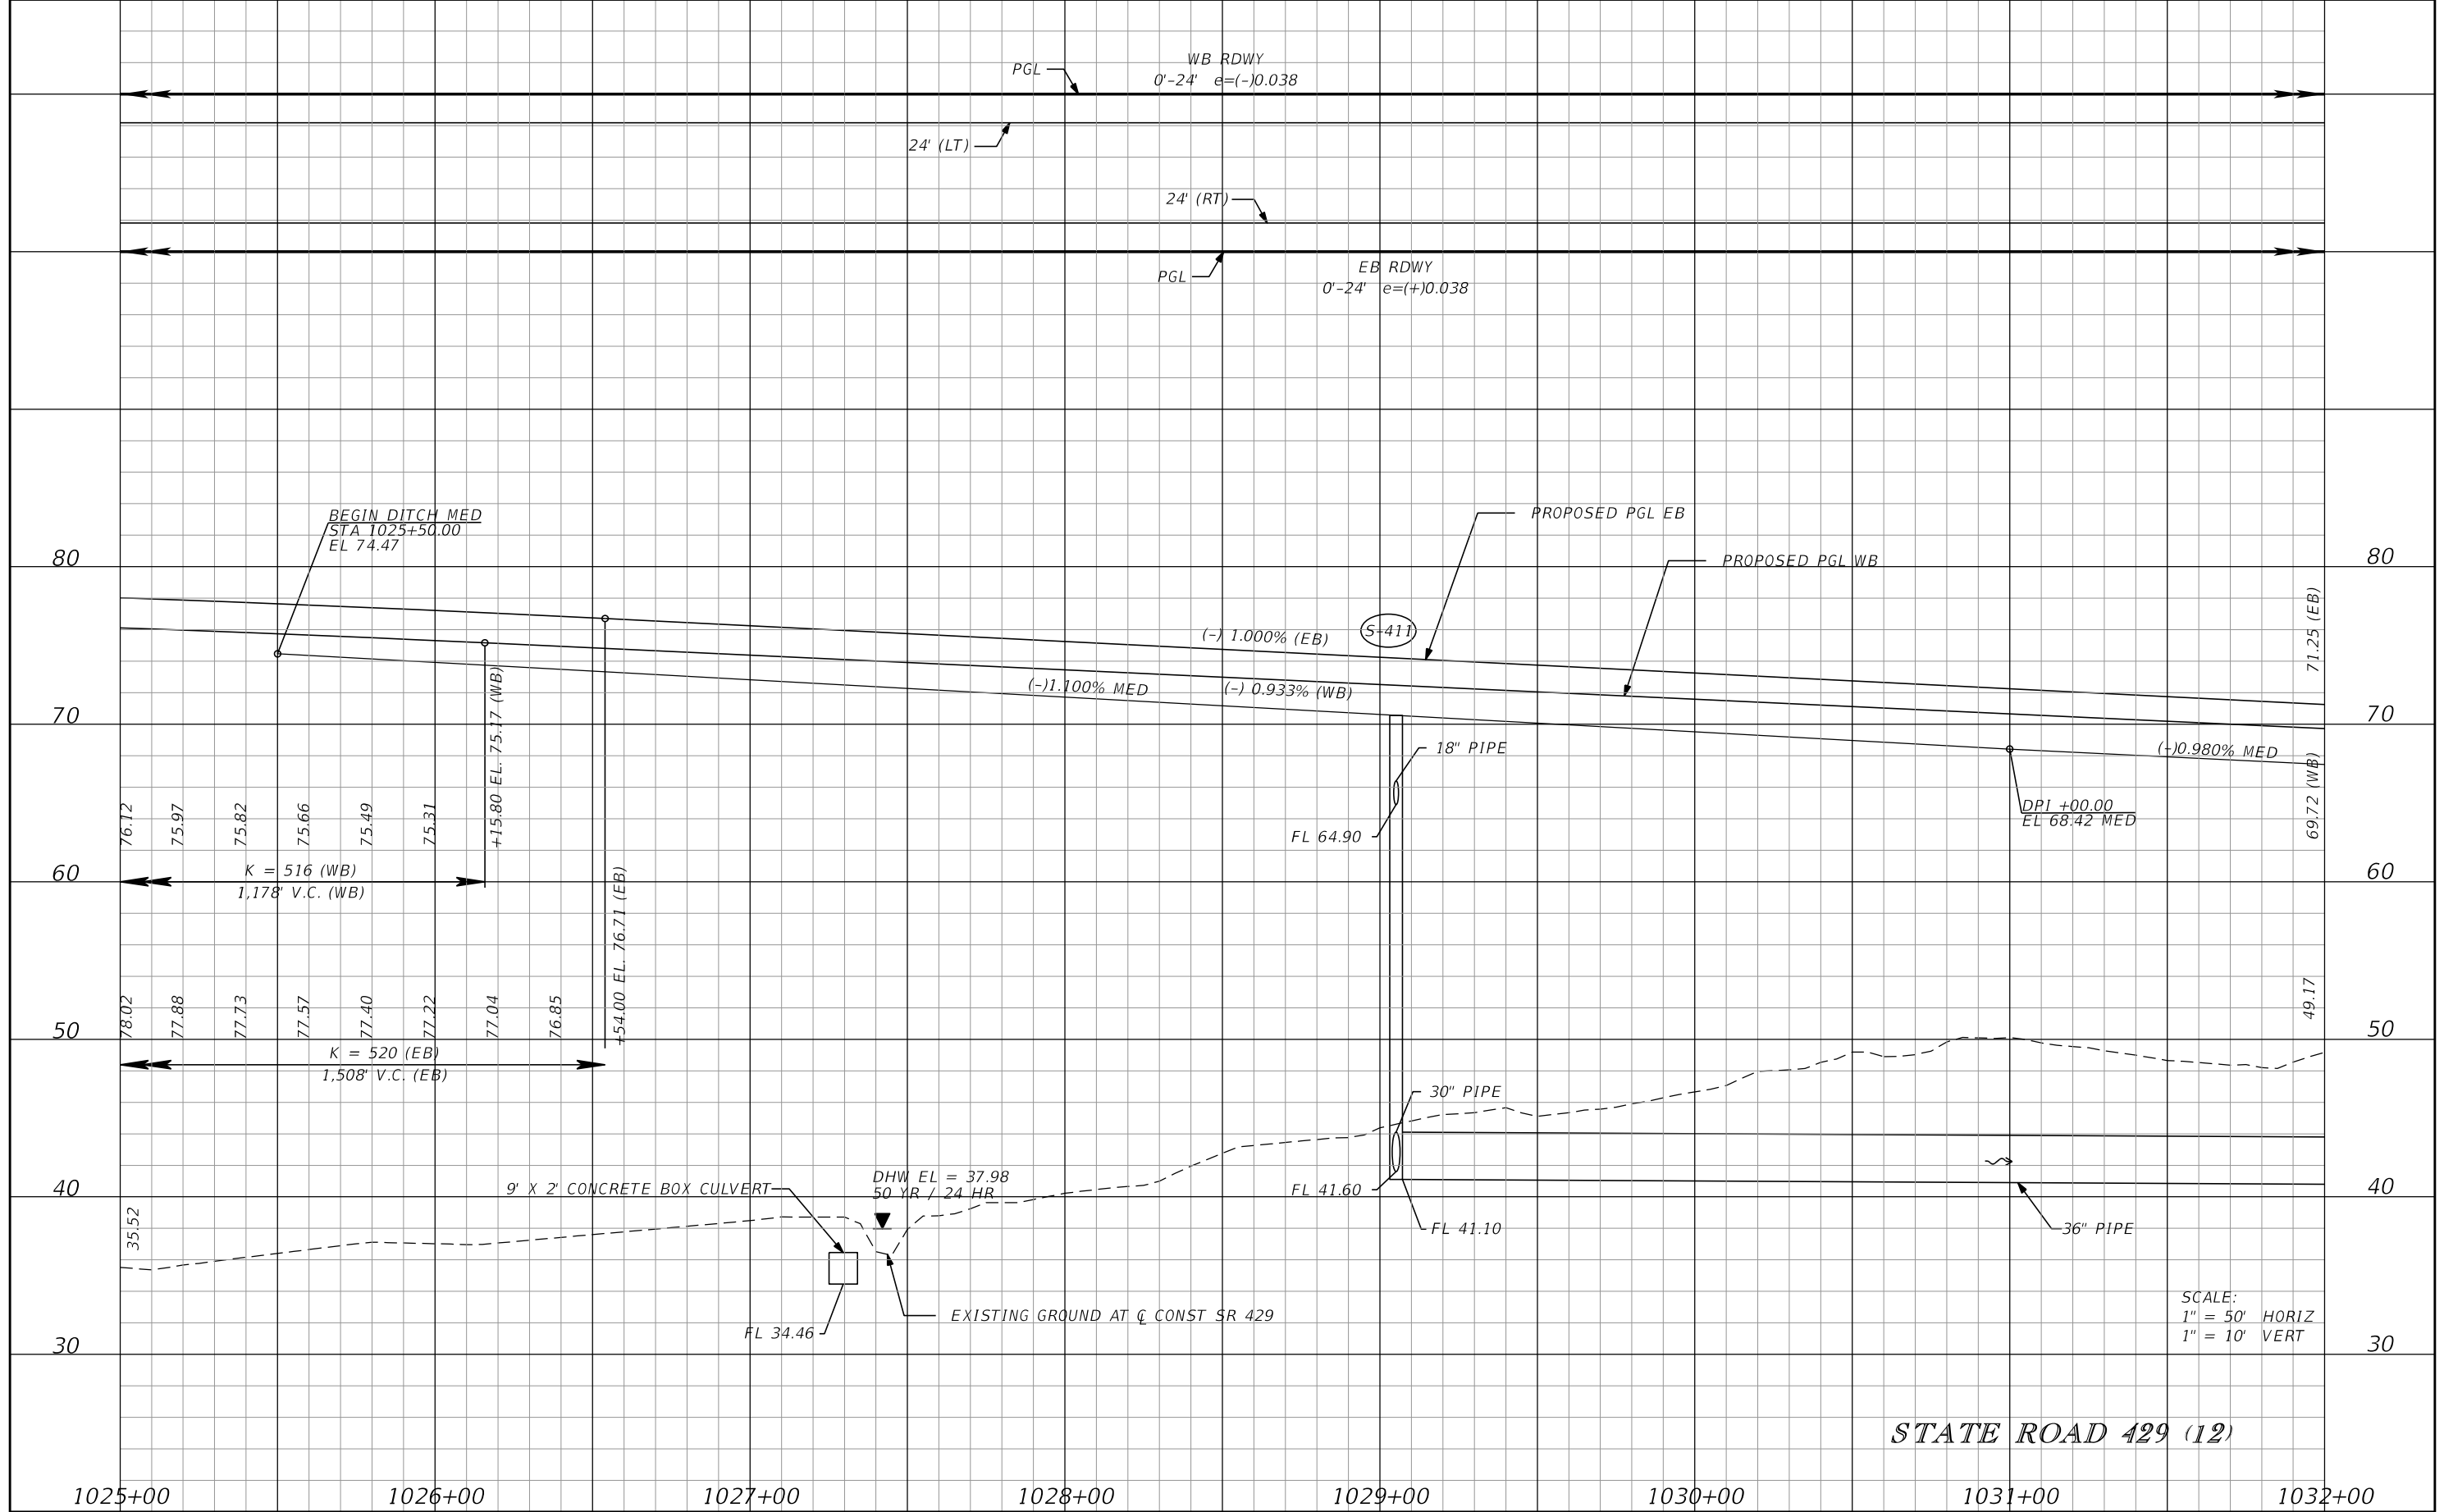 WB RDWY
PGL
0'-24' e=(-)0.038
24' (LT)
24' (RT)
EB RDWY
PGL
0'-24' e=(+)0.038
BEGIN DITCH MED
STA 1025+50.00
EL 74.47
PROPOSED PGL EB
80
PROPOSED PGL WB
80
71.25 (EB)
(-) 1.000% (EB)
S-411
(-)1.100% MED
(-) 0.933% (WB)
70
70
+15.80 EL. 75.17 (WB)
18" PIPE
(-)0.980% MED
69.72 (WB)
76.12
75.97
75.82
75.66
75.49
75.31
DPI +00.00
EL 68.42 MED
FL 64.90
60
K = 516 (WB)
60
1,178' V.C. (WB)
+54.00 EL. 76.71 (EB)
78.02
77.88
77.73
77.57
77.40
77.22
77.04
76.85
49.17
50
50
K = 520 (EB)
1,508' V.C. (EB)
30" PIPE
DHW EL = 37.98
50 YR / 24 HR
40
9' X 2' CONCRETE BOX CULVERT
FL 41.60
40
35.52
FL 41.10
36" PIPE
EXISTING GROUND AT ℄ CONST SR 429
FL 34.46
SCALE:
1" = 50' HORIZ
1" = 10' VERT
30
30
STATE ROAD 429 (12)
1025+00
1026+00
1027+00
1028+00
1029+00
1030+00
1031+00
1032+00